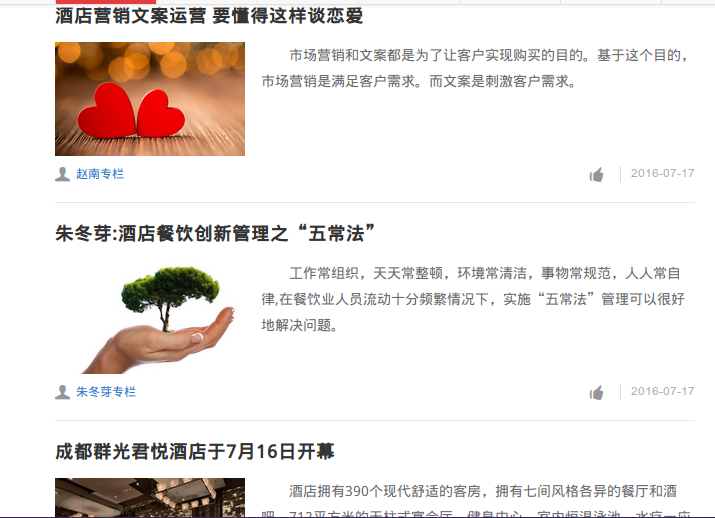 酒店营销文案运营 要懂得这样谈恋爱
市场营销和文案都是为了让客户实现购买的目的。基于这个目的，
市场营销是满足客户需求。而文案是刺激客户需求。
赵南专栏
2016-07-17
朱冬芽:酒店餐饮创新管理之“五常法”
工作常组织，天天常整顿，环境常清洁，事物常规范，人人常自
律,在餐饮业人员流动十分频繁情况下，实施“五常法”管理可以很好
地解决问题。
朱冬芽专栏
2016-07-17
成都群光君悦酒店于7月16日开幕
酒店拥有390个现代舒适的客房，拥有七间风格各异的餐厅和酒
吧，712平方米的无柱式宴会厅，健身中心，室内恒温泳池，水疗一应